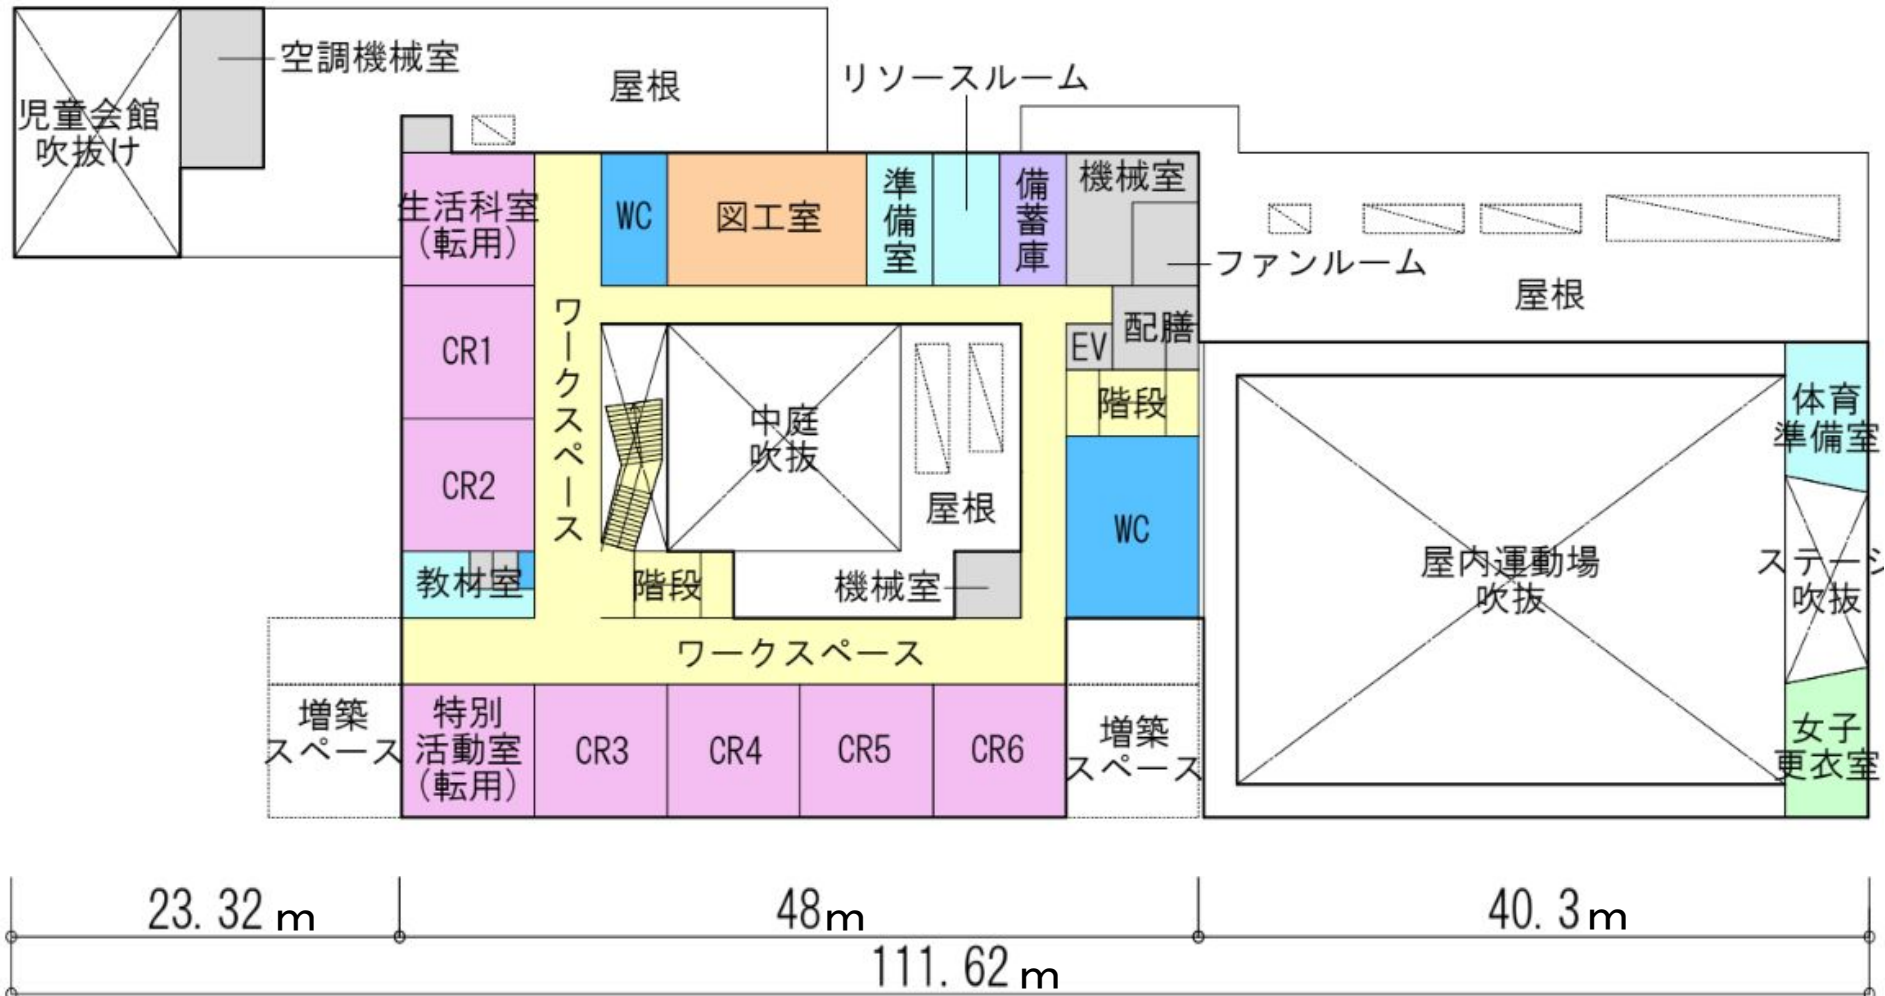 空調機械室
児童会館
吹抜け
屋根
リソースルーム
生活科室
(転用)
WC
図工室
準備室
備蓄庫
機械室
ファンルーム
屋根
ワークスペース
CR1
EV
配膳
階段
中庭
吹抜
体育
準備室
CR2
屋根
WC
屋内運動場
吹抜
ステージ
吹抜
教材室
階段
機械室
ワークスペース
増築
スペース
特別
活動室
(転用)
CR3
CR4
CR5
CR6
増築
スペース
女子
更衣室
23.32 m
48m
40.3 m
111.62 m